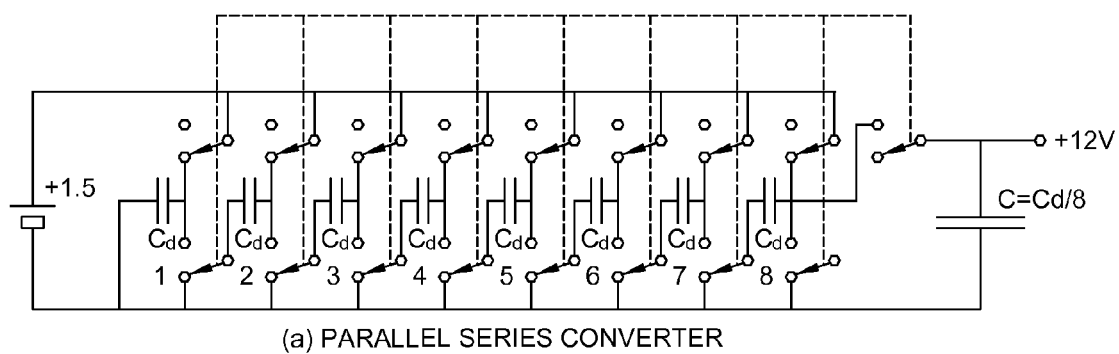 +1.5
+12V
C=Cd/8
Cd Cd Cd Cd Cd Cd Cd Cd
1 2 3 4 5 6 7 8
(a) PARALLEL SERIES CONVERTER